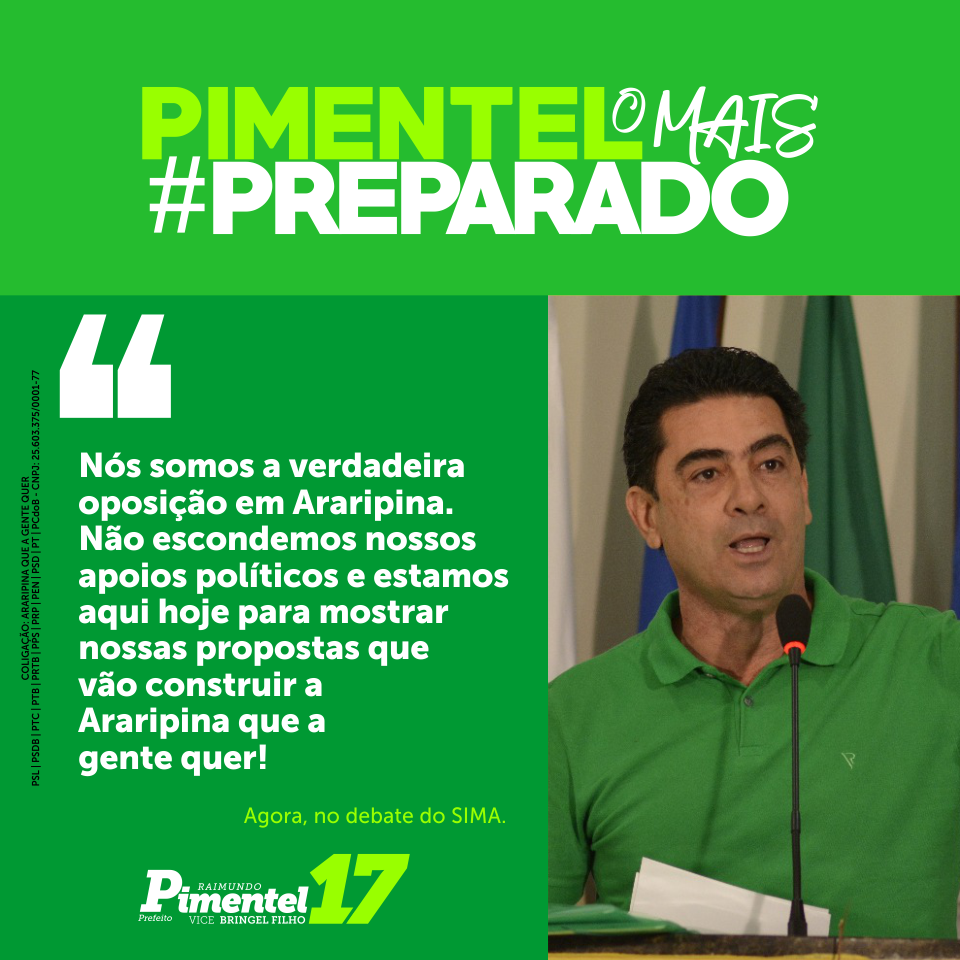 PIMENTEL O MAIS
#PREPARADO
COLIGAÇÃO: ARARIPINA QUE A GENTE QUER
PSL | PSDB | PTC | PTB | PRTB | PPS | PRP | PEN | PSD | PT | PCdoB - CNPJ: 25.603.375/0001-77
“
Nós somos a verdadeira
oposição em Araripina.
Não escondemos nossos
apoios políticos e estamos
aqui hoje para mostrar
nossas propostas que
vão construir a
Araripina que a
gente quer!
Agora, no debate do SIMA.
RAIMUNDO
Pimentel 17
Prefeito
VICE BRINGEL FILHO